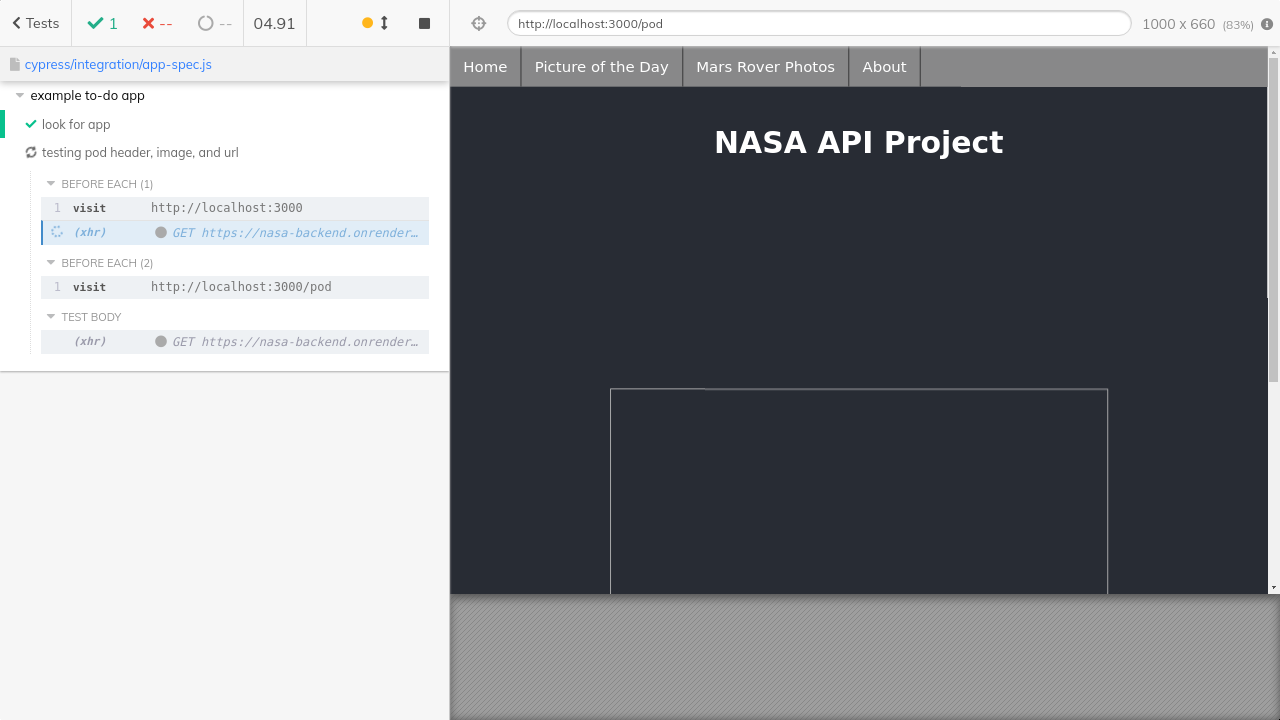 Tests
1
--
--
04.91
http://localhost:3000/pod
1000 x 660 (83%)
cypress/integration/app-spec.js
example to-do app
look for app
testing pod header, image, and url
BEFORE EACH (1)
1 visit http://localhost:3000
(xhr) GET https://nasa-backend.onrender…
BEFORE EACH (2)
1 visit http://localhost:3000/pod
TEST BODY
(xhr) GET https://nasa-backend.onrender…
Home
Picture of the Day
Mars Rover Photos
About
NASA API Project